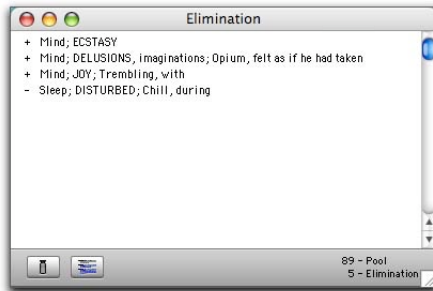 Elimination
+ Mind; ECSTASY
+ Mind; DELUSIONS, imaginations; Opium, felt as if he had taken
+ Mind; JOY; Trembling, with
- Sleep; DISTURBED; Chill, during
89 - Pool
5 - Elimination